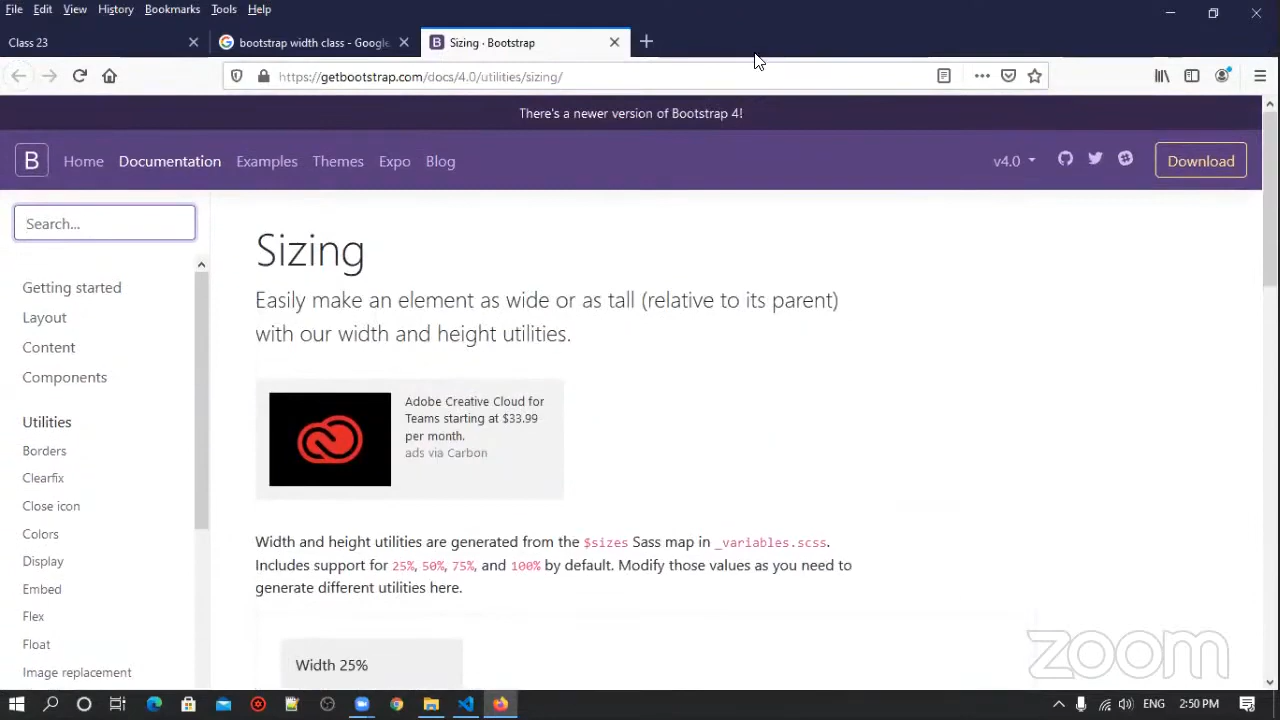 File Edit View History Bookmarks Tools Help
Class 23
bootstrap width class - Google
Sizing · Bootstrap
https://getbootstrap.com/docs/4.0/utilities/sizing/
There's a newer version of Bootstrap 4!
B Home Documentation Examples Themes Expo Blog v4.0 Download
Search...
Getting started
Layout
Content
Components
Utilities
Borders
Clearfix
Close icon
Colors
Display
Embed
Flex
Float
Image replacement
Sizing
Easily make an element as wide or as tall (relative to its parent)
with our width and height utilities.
Adobe Creative Cloud for
Teams starting at $33.99
per month.
ads via Carbon
Width and height utilities are generated from the $sizes Sass map in _variables.scss.
Includes support for 25%, 50%, 75%, and 100% by default. Modify those values as you need to
generate different utilities here.
Width 25%
zoom
ENG 2:50 PM